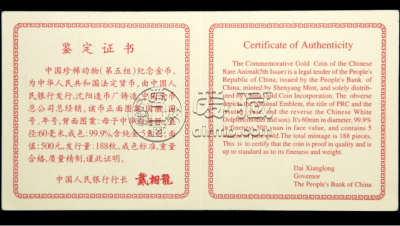 鉴定证书
中国珍稀动物(第五组)纪念金币,
为中华人民共和国法定货币,由中国人
民银行发行,沈阳造币厂铸造,中国金币
总公司总经销,该币正面图案:国徽,国
号、年号,背面图案:母子中华白海豚,直
径60毫米,成色:99.9%,含纯金5盎司,面
值:500元,发行量:188枚,成色标准,重量
合格,质量精制,谨此证明。
中国人民银行行长 戴相龙
Certificate of Authenticity
The Commemorative Gold Coin of the Chinese
Rare Animal(5th Issue) is a legal tender of the People's
Republic of China, issued by the People's Bank of
China, minted by Shenyang Mint, and solely distrib-
uted by China Gold Coin Incorporation. The obverse
depicts the National Emblem, the title of PRC and the
and the reverse the Chinese White
Dolphin(mother and son). It's 60mm in diameter, 99.9%
500 yuan in face value, and contains 5
The total mintage is 188 pieces.
This is to certify that the coin is proof in quality and is
up to standard as to its fineness and weight.
Dai Xianglong
Governor
The People's Bank of China